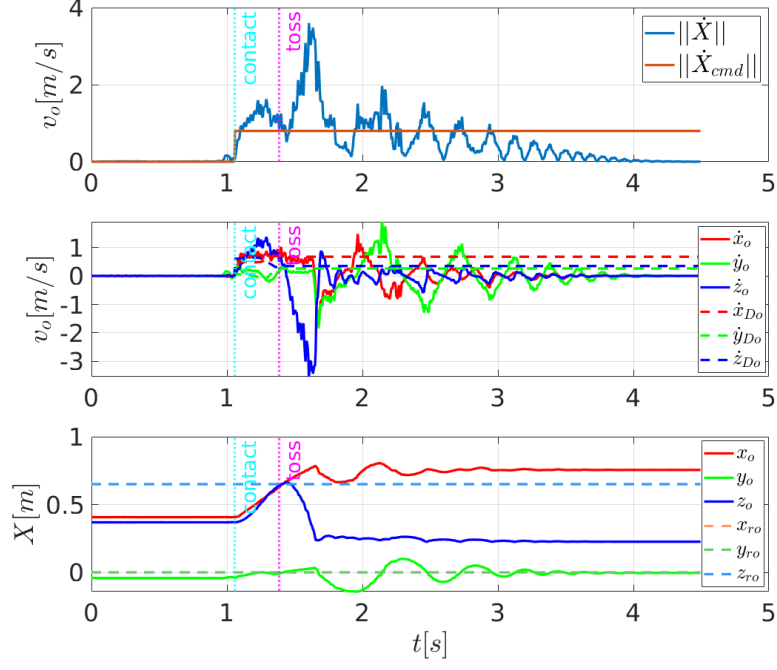 4
2
0
v_o[m/s]
contact
toss
||Ẋ||
||Ẋ_cmd||
0 1 2 3 4 5
1
0
-1
-2
-3
v_o[m/s]
contact
toss
ẋ_o
ẏ_o
ż_o
ẋ_Do
ẏ_Do
ż_Do
0 1 2 3 4 5
1
0.5
0
X[m]
contact
toss
x_o
y_o
z_o
x_ro
y_ro
z_ro
0 1 2 3 4 5
t[s]